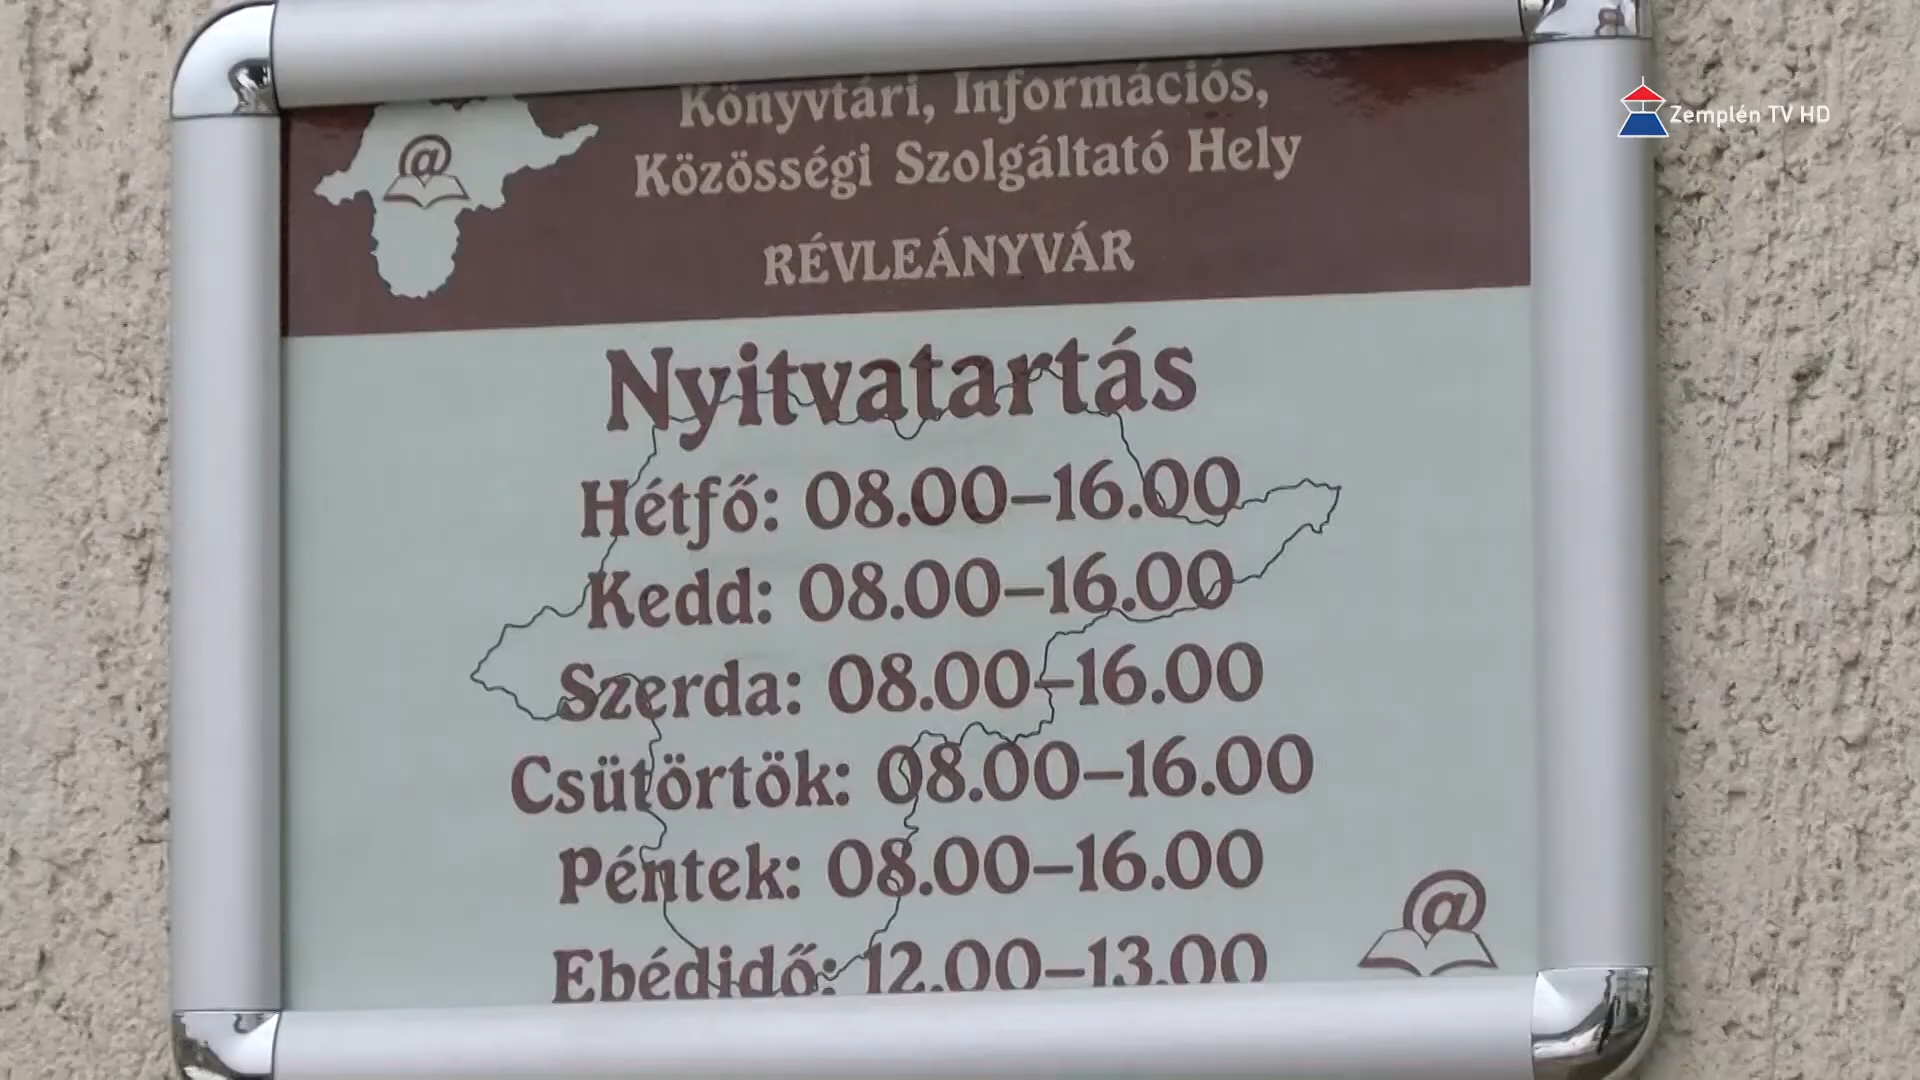 Könyvtári, Információs,
Közösségi Szolgáltató Hely
RÉVLEÁNYVÁR
Nyitvatartás
Hétfő: 08.00–16.00
Kedd: 08.00–16.00
Szerda: 08.00–16.00
Csütörtök: 08.00–16.00
Péntek: 08.00–16.00
Ebédidő: 12.00–13.00
@
@
Zemplén TV HD